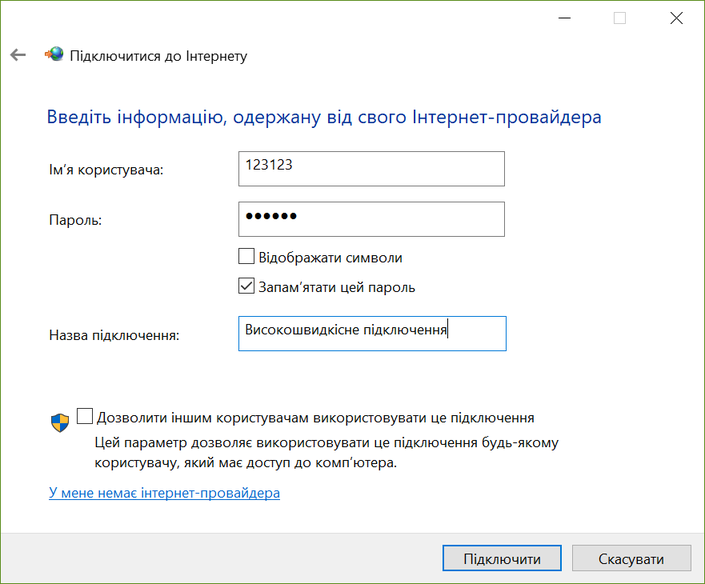 Підключитися до Інтернету
Введіть інформацію, одержану від свого Інтернет-провайдера
Ім'я користувача:
123123
Пароль:
●●●●●●
Відображати символи
Запам'ятати цей пароль
Назва підключення:
Високошвидкісне підключення
Дозволити іншим користувачам використовувати це підключення
Цей параметр дозволяє використовувати це підключення будь-якому
користувачу, який має доступ до комп'ютера.
У мене немає інтернет-провайдера
Підключити
Скасувати